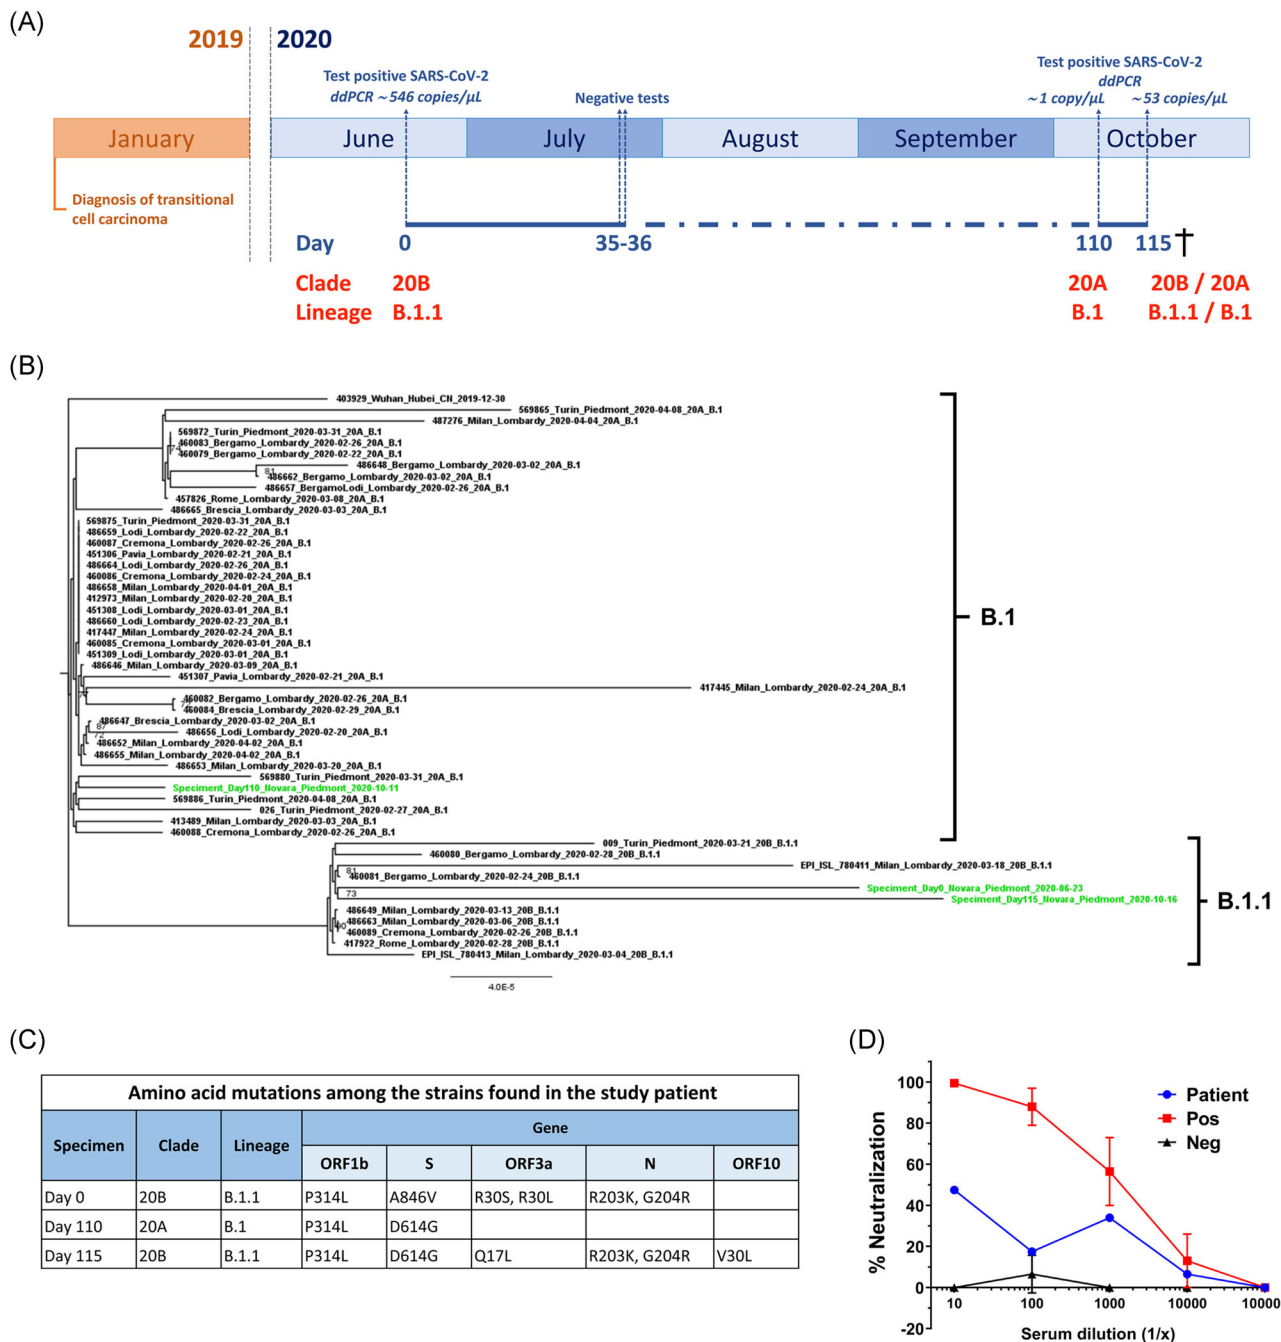 (A)
2019
2020
Test positive SARS-CoV-2
ddPCR ~546 copies/µL
Negative tests
Test positive SARS-CoV-2
ddPCR
~1 copy/µL
~53 copies/µL
January
June
July
August
September
October
Diagnosis of transitional
cell carcinoma
Day 0 35-36 110 115 †
Clade 20B 20A 20B / 20A
Lineage B.1.1 B.1 B.1.1 / B.1
(B)
403929_Wuhan_Hubei_CN_2019-12-30
569865_Turin_Piedmont_2020-04-08_20A_B.1
487276_Milan_Lombardy_2020-04-04_20A_B.1
569872_Turin_Piedmont_2020-03-31_20A_B.1
460083_Bergamo_Lombardy_2020-02-26_20A_B.1
460079_Bergamo_Lombardy_2020-02-22_20A_B.1
486648_Bergamo_Lombardy_2020-03-02_20A_B.1
81
486662_Bergamo_Lombardy_2020-03-02_20A_B.1
486657_BergamoLodi_Lombardy_2020-02-26_20A_B.1
457826_Rome_Lombardy_2020-03-08_20A_B.1
486665_Brescia_Lombardy_2020-03-03_20A_B.1
569875_Turin_Piedmont_2020-03-31_20A_B.1
486659_Lodi_Lombardy_2020-02-22_20A_B.1
460087_Cremona_Lombardy_2020-02-26_20A_B.1
451306_Pavia_Lombardy_2020-02-21_20A_B.1
486664_Lodi_Lombardy_2020-02-26_20A_B.1
460086_Cremona_Lombardy_2020-02-24_20A_B.1
486658_Milan_Lombardy_2020-04-01_20A_B.1
412973_Milan_Lombardy_2020-02-20_20A_B.1
451308_Lodi_Lombardy_2020-03-01_20A_B.1
486660_Lodi_Lombardy_2020-02-23_20A_B.1
B.1
417447_Milan_Lombardy_2020-02-24_20A_B.1
460085_Cremona_Lombardy_2020-03-01_20A_B.1
451309_Lodi_Lombardy_2020-03-01_20A_B.1
486646_Milan_Lombardy_2020-03-09_20A_B.1
451307_Pavia_Lombardy_2020-02-21_20A_B.1
417445_Milan_Lombardy_2020-02-24_20A_B.1
460082_Bergamo_Lombardy_2020-02-26_20A_B.1
460084_Brescia_Lombardy_2020-02-29_20A_B.1
486647_Brescia_Lombardy_2020-03-02_20A_B.1
87
486656_Lodi_Lombardy_2020-02-20_20A_B.1
72
486652_Milan_Lombardy_2020-04-02_20A_B.1
486655_Milan_Lombardy_2020-04-02_20A_B.1
486653_Milan_Lombardy_2020-03-20_20A_B.1
569880_Turin_Piedmont_2020-03-31_20A_B.1
Speciment_Day110_Novara_Piedmont_2020-10-11
569886_Turin_Piedmont_2020-04-08_20A_B.1
026_Turin_Piedmont_2020-02-27_20A_B.1
413489_Milan_Lombardy_2020-03-03_20A_B.1
460088_Cremona_Lombardy_2020-02-26_20A_B.1
009_Turin_Piedmont_2020-03-21_20B_B.1.1
460080_Bergamo_Lombardy_2020-02-28_20B_B.1.1
EPI_ISL_780411_Milan_Lombardy_2020-03-18_20B_B.1.1
81
460081_Bergamo_Lombardy_2020-02-24_20B_B.1.1
Speciment_Day0_Novara_Piedmont_2020-06-23
73
Speciment_Day115_Novara_Piedmont_2020-10-16
B.1.1
486649_Milan_Lombardy_2020-03-13_20B_B.1.1
486663_Milan_Lombardy_2020-03-06_20B_B.1.1
460089_Cremona_Lombardy_2020-02-26_20B_B.1.1
417922_Rome_Lombardy_2020-02-28_20B_B.1.1
EPI_ISL_780413_Milan_Lombardy_2020-03-04_20B_B.1.1
4.0E-5
(C)
Amino acid mutations among the strains found in the study patient
Specimen Clade Lineage Gene
ORF1b S ORF3a N ORF10
Day 0 20B B.1.1 P314L A846V R30S, R30L R203K, G204R
Day 110 20A B.1 P314L D614G
Day 115 20B B.1.1 P314L D614G Q17L R203K, G204R V30L
(D)
% Neutralization
100
80
60
40
20
0
-20
Patient
Pos
Neg
10 100 1000 10000 10000
Serum dilution (1/x)